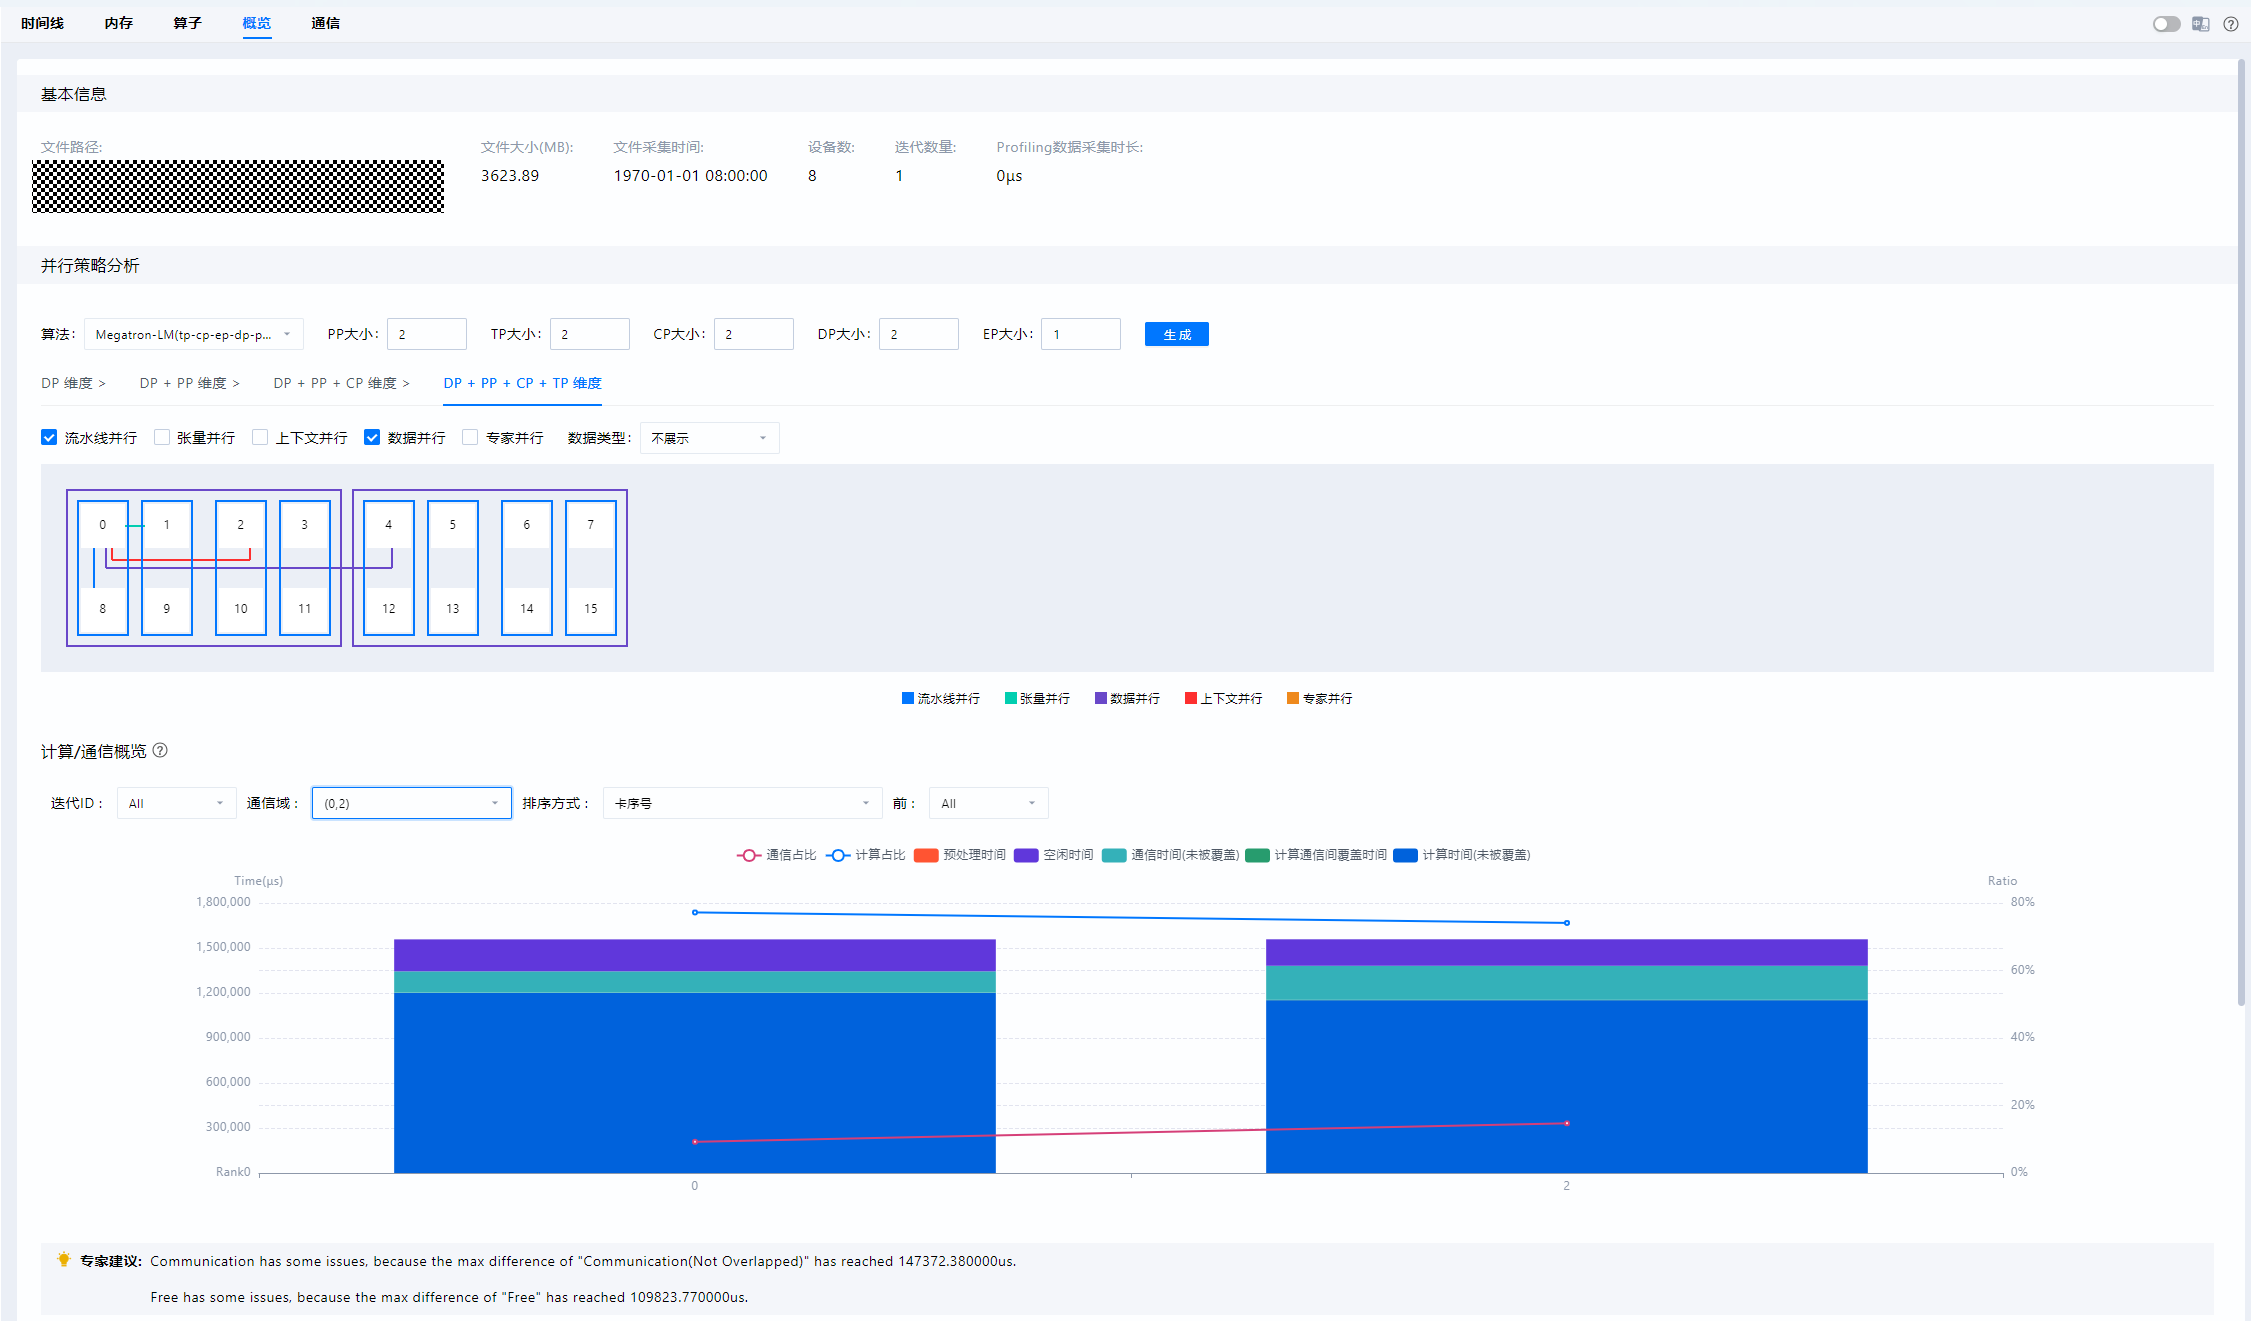 时间线 内存 算子 概览 通信
基本信息
文件路径: 文件大小(MB): 文件采集时间: 设备数: 迭代数量: Profiling数据采集时长:
3623.89 1970-01-01 08:00:00 8 1 0μs
并行策略分析
算法: Megatron-LM(tp-cp-ep-dp-p... PP大小: 2 TP大小: 2 CP大小: 2 DP大小: 2 EP大小: 1 生成
DP 维度 > DP + PP 维度 > DP + PP + CP 维度 > DP + PP + CP + TP 维度
流水线并行 张量并行 上下文并行 数据并行 专家并行 数据类型: 不展示
0 1 2 3 4 5 6 7
8 9 10 11 12 13 14 15
流水线并行 张量并行 数据并行 上下文并行 专家并行
计算/通信概览
迭代ID : All 通信域 : (0,2) 排序方式 : 卡序号 前 : All
通信占比 计算占比 预处理时间 空闲时间 通信时间(未被覆盖) 计算通信间覆盖时间 计算时间(未被覆盖)
Time(μs) Ratio
1,800,000 80%
1,500,000
60%
1,200,000
900,000 40%
600,000
20%
300,000
Rank0 0%
0 2
专家建议: Communication has some issues, because the max difference of "Communication(Not Overlapped)" has reached 147372.380000us.
Free has some issues, because the max difference of "Free" has reached 109823.770000us.